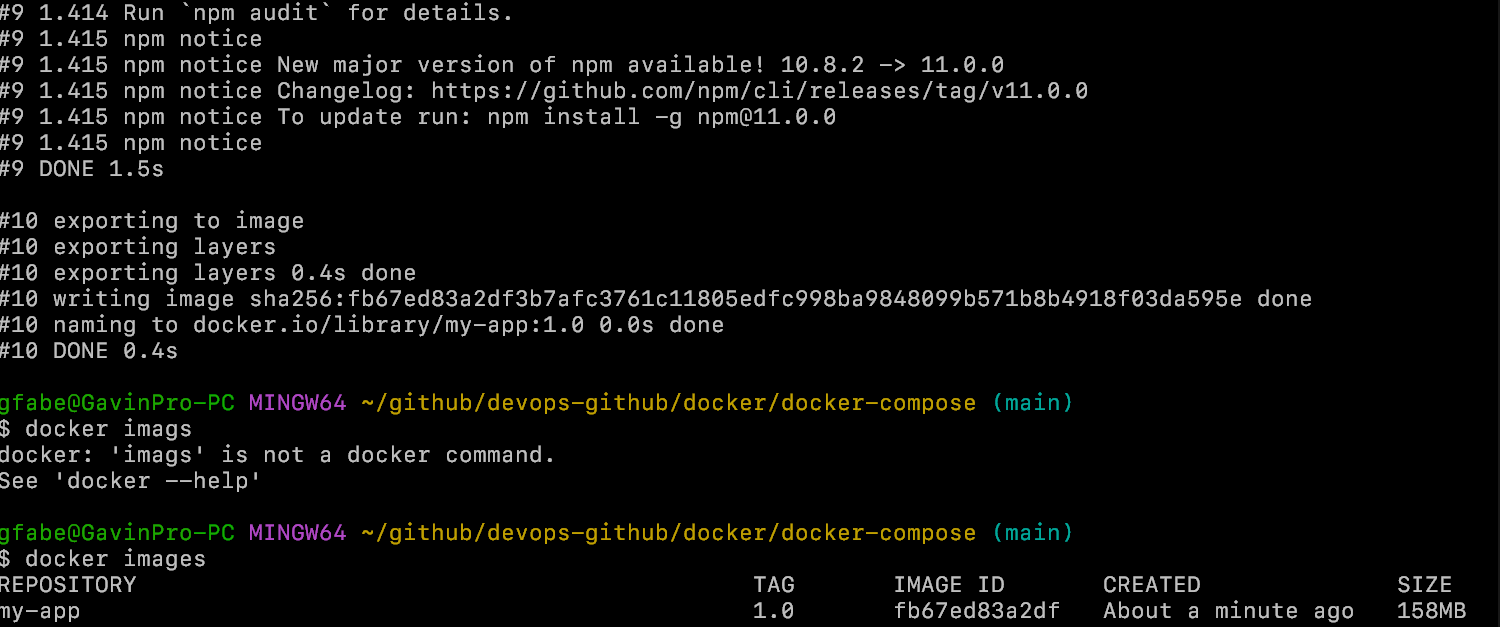 #9 1.414 Run `npm audit` for details.
#9 1.415 npm notice
#9 1.415 npm notice New major version of npm available! 10.8.2 -> 11.0.0
#9 1.415 npm notice Changelog: https://github.com/npm/cli/releases/tag/v11.0.0
#9 1.415 npm notice To update run: npm install -g npm@11.0.0
#9 1.415 npm notice
#9 DONE 1.5s
#10 exporting to image
#10 exporting layers
#10 exporting layers 0.4s done
#10 writing image sha256:fb67ed83a2df3b7afc3761c11805edfc998ba9848099b571b8b4918f03da595e done
#10 naming to docker.io/library/my-app:1.0 0.0s done
#10 DONE 0.4s
gfabe@GavinPro-PC MINGW64 ~/github/devops-github/docker/docker-compose (main)
$ docker imags
docker: 'imags' is not a docker command.
See 'docker --help'
gfabe@GavinPro-PC MINGW64 ~/github/devops-github/docker/docker-compose (main)
$ docker images
REPOSITORY TAG IMAGE ID CREATED SIZE
my-app 1.0 fb67ed83a2df About a minute ago 158MB